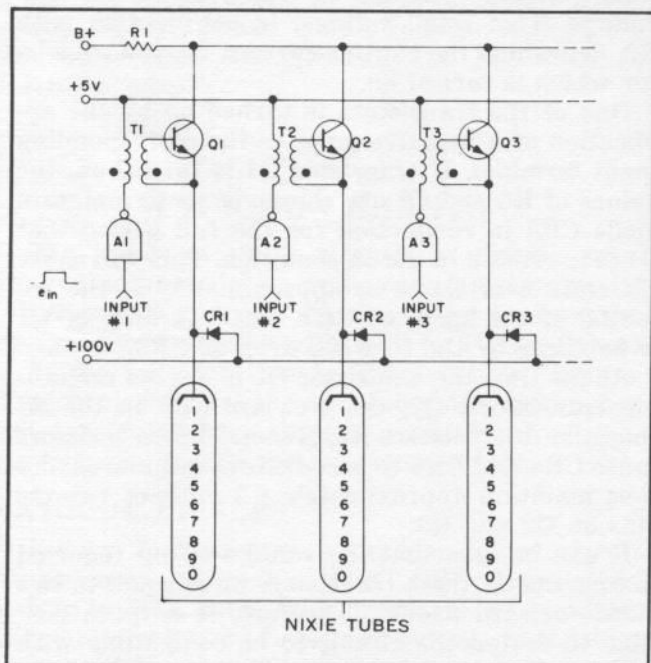 B+ R1
+5V
T1 Q1 T2 Q2 T3 Q3
A1 A2 A3
e in
INPUT #1
INPUT #2
INPUT #3
CR1 CR2 CR3
+100V
1 2 3 4 5 6 7 8 9 0
1 2 3 4 5 6 7 8 9 0
1 2 3 4 5 6 7 8 9 0
NIXIE TUBES